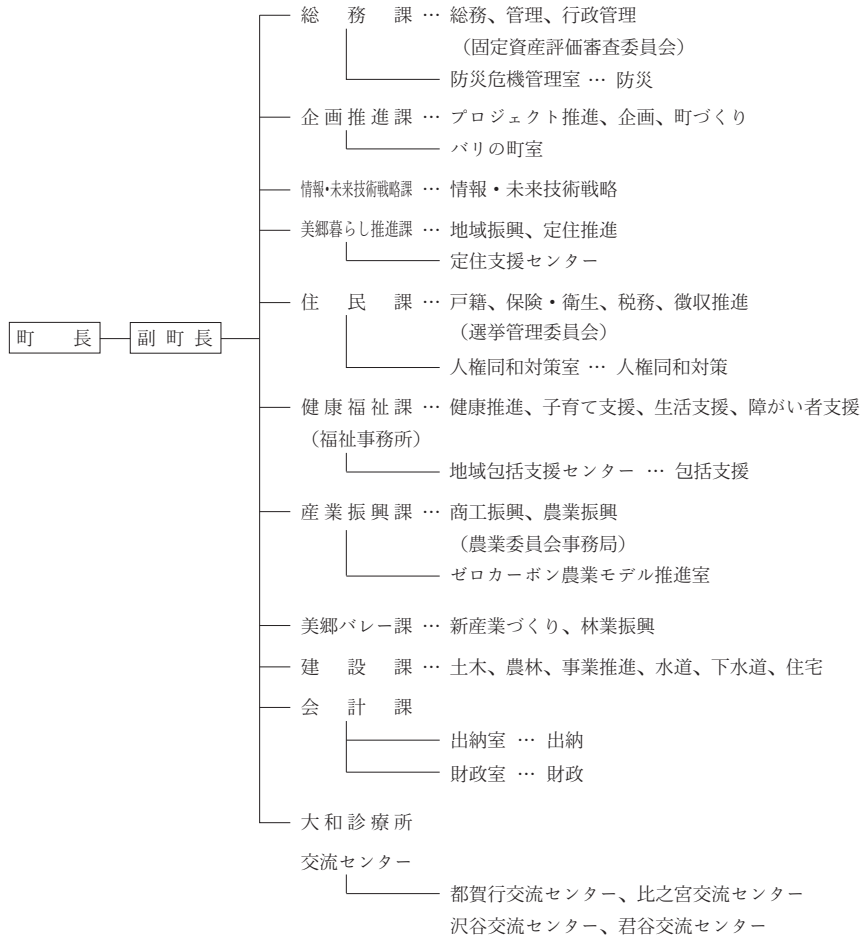 総務課 … 総務、管理、行政管理
（固定資産評価審査委員会）
防災危機管理室 … 防災
企画推進課 … プロジェクト推進、企画、町づくり
バリの町室
情報・未来技術戦略課 … 情報・未来技術戦略
美郷暮らし推進課 … 地域振興、定住推進
定住支援センター
住民課 … 戸籍、保険・衛生、税務、徴収推進
（選挙管理委員会）
町長 副町長
人権同和対策室 … 人権同和対策
健康福祉課 … 健康推進、子育て支援、生活支援、障がい者支援
（福祉事務所）
地域包括支援センター … 包括支援
産業振興課 … 商工振興、農業振興
（農業委員会事務局）
ゼロカーボン農業モデル推進室
美郷バレー課 … 新産業づくり、林業振興
建設課 … 土木、農林、事業推進、水道、下水道、住宅
会計課
出納室 … 出納
財政室 … 財政
大和診療所
交流センター
都賀行交流センター、比之宮交流センター
沢谷交流センター、君谷交流センター